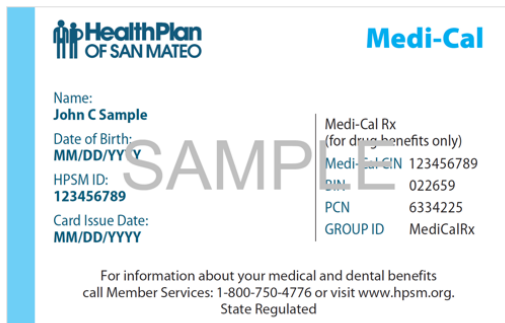 HealthPlan
OF SAN MATEO
Medi-Cal
Name:
John C Sample
Date of Birth:
MM/DD/YYYY
HPSM ID:
123456789
Card Issue Date:
MM/DD/YYYY
Medi-Cal Rx
(for drug benefits only)
Medi-Cal CIN 123456789
BIN 022659
PCN 6334225
GROUP ID MediCalRx
SAMPLE
For information about your medical and dental benefits
call Member Services: 1-800-750-4776 or visit www.hpsm.org.
State Regulated